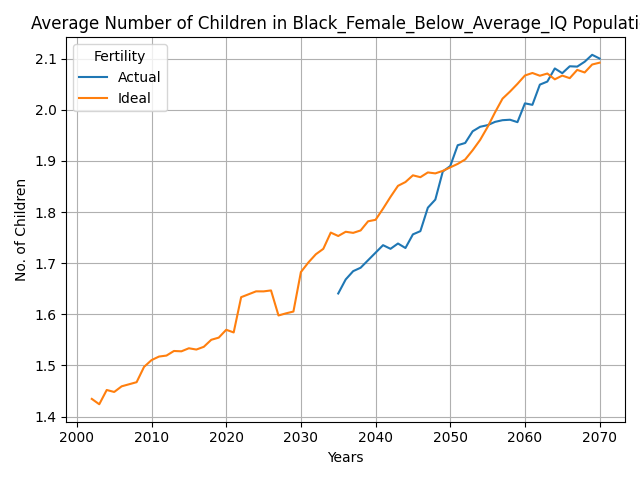 Average Number of Children in Black_Female_Below_Average_IQ Populati
Fertility
Actual
Ideal
No. of Children
2.1
2.0
1.9
1.8
1.7
1.6
1.5
1.4
2000 2010 2020 2030 2040 2050 2060 2070
Years